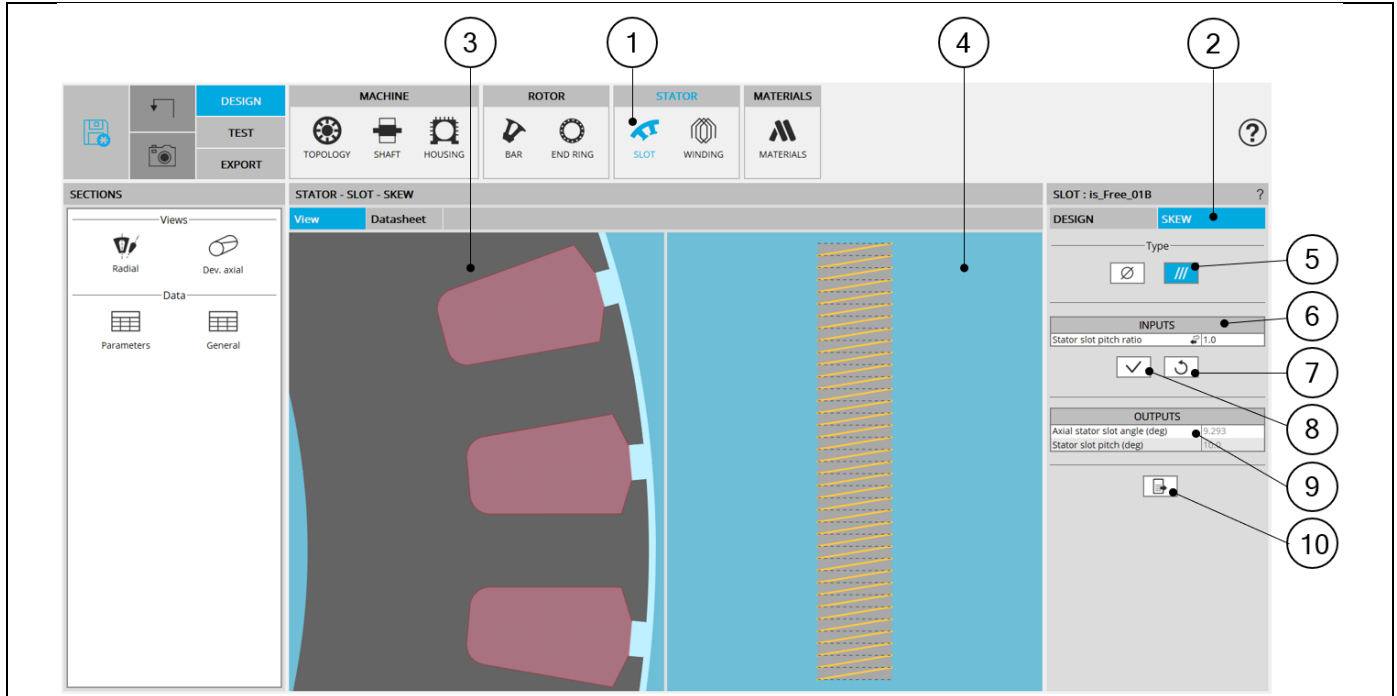 3
1
4
2
DESIGN
TEST
EXPORT
MACHINE
TOPOLOGY
SHAFT
HOUSING
ROTOR
BAR
END RING
STATOR
SLOT
WINDING
MATERIALS
MATERIALS
?
SECTIONS
Views
Radial
Dev. axial
Data
Parameters
General
STATOR - SLOT - SKEW
View
Datasheet
SLOT : is_Free_01B ?
DESIGN
SKEW
Type
INPUTS
Stator slot pitch ratio 1.0
OUTPUTS
Axial stator slot angle (deg) 9.293
Stator slot pitch (deg) 10.0
5
6
7
8
9
10